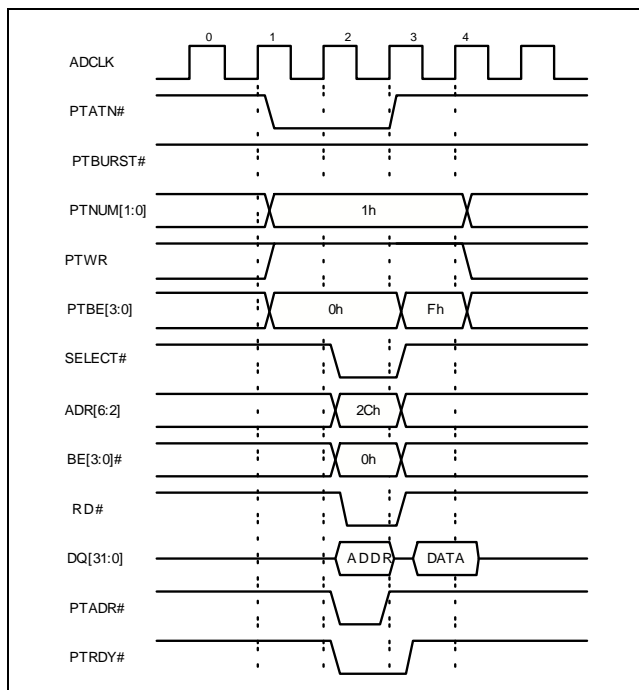 0 1 2 3 4
ADCLK
PTATN#
PTBURST#
PTNUM[1:0] 1h
PTWR
PTBE[3:0] 0h Fh
SELECT#
ADR[6:2] 2Ch
BE[3:0]# 0h
RD#
DQ[31:0] ADDR DATA
PTADR#
PTRDY#